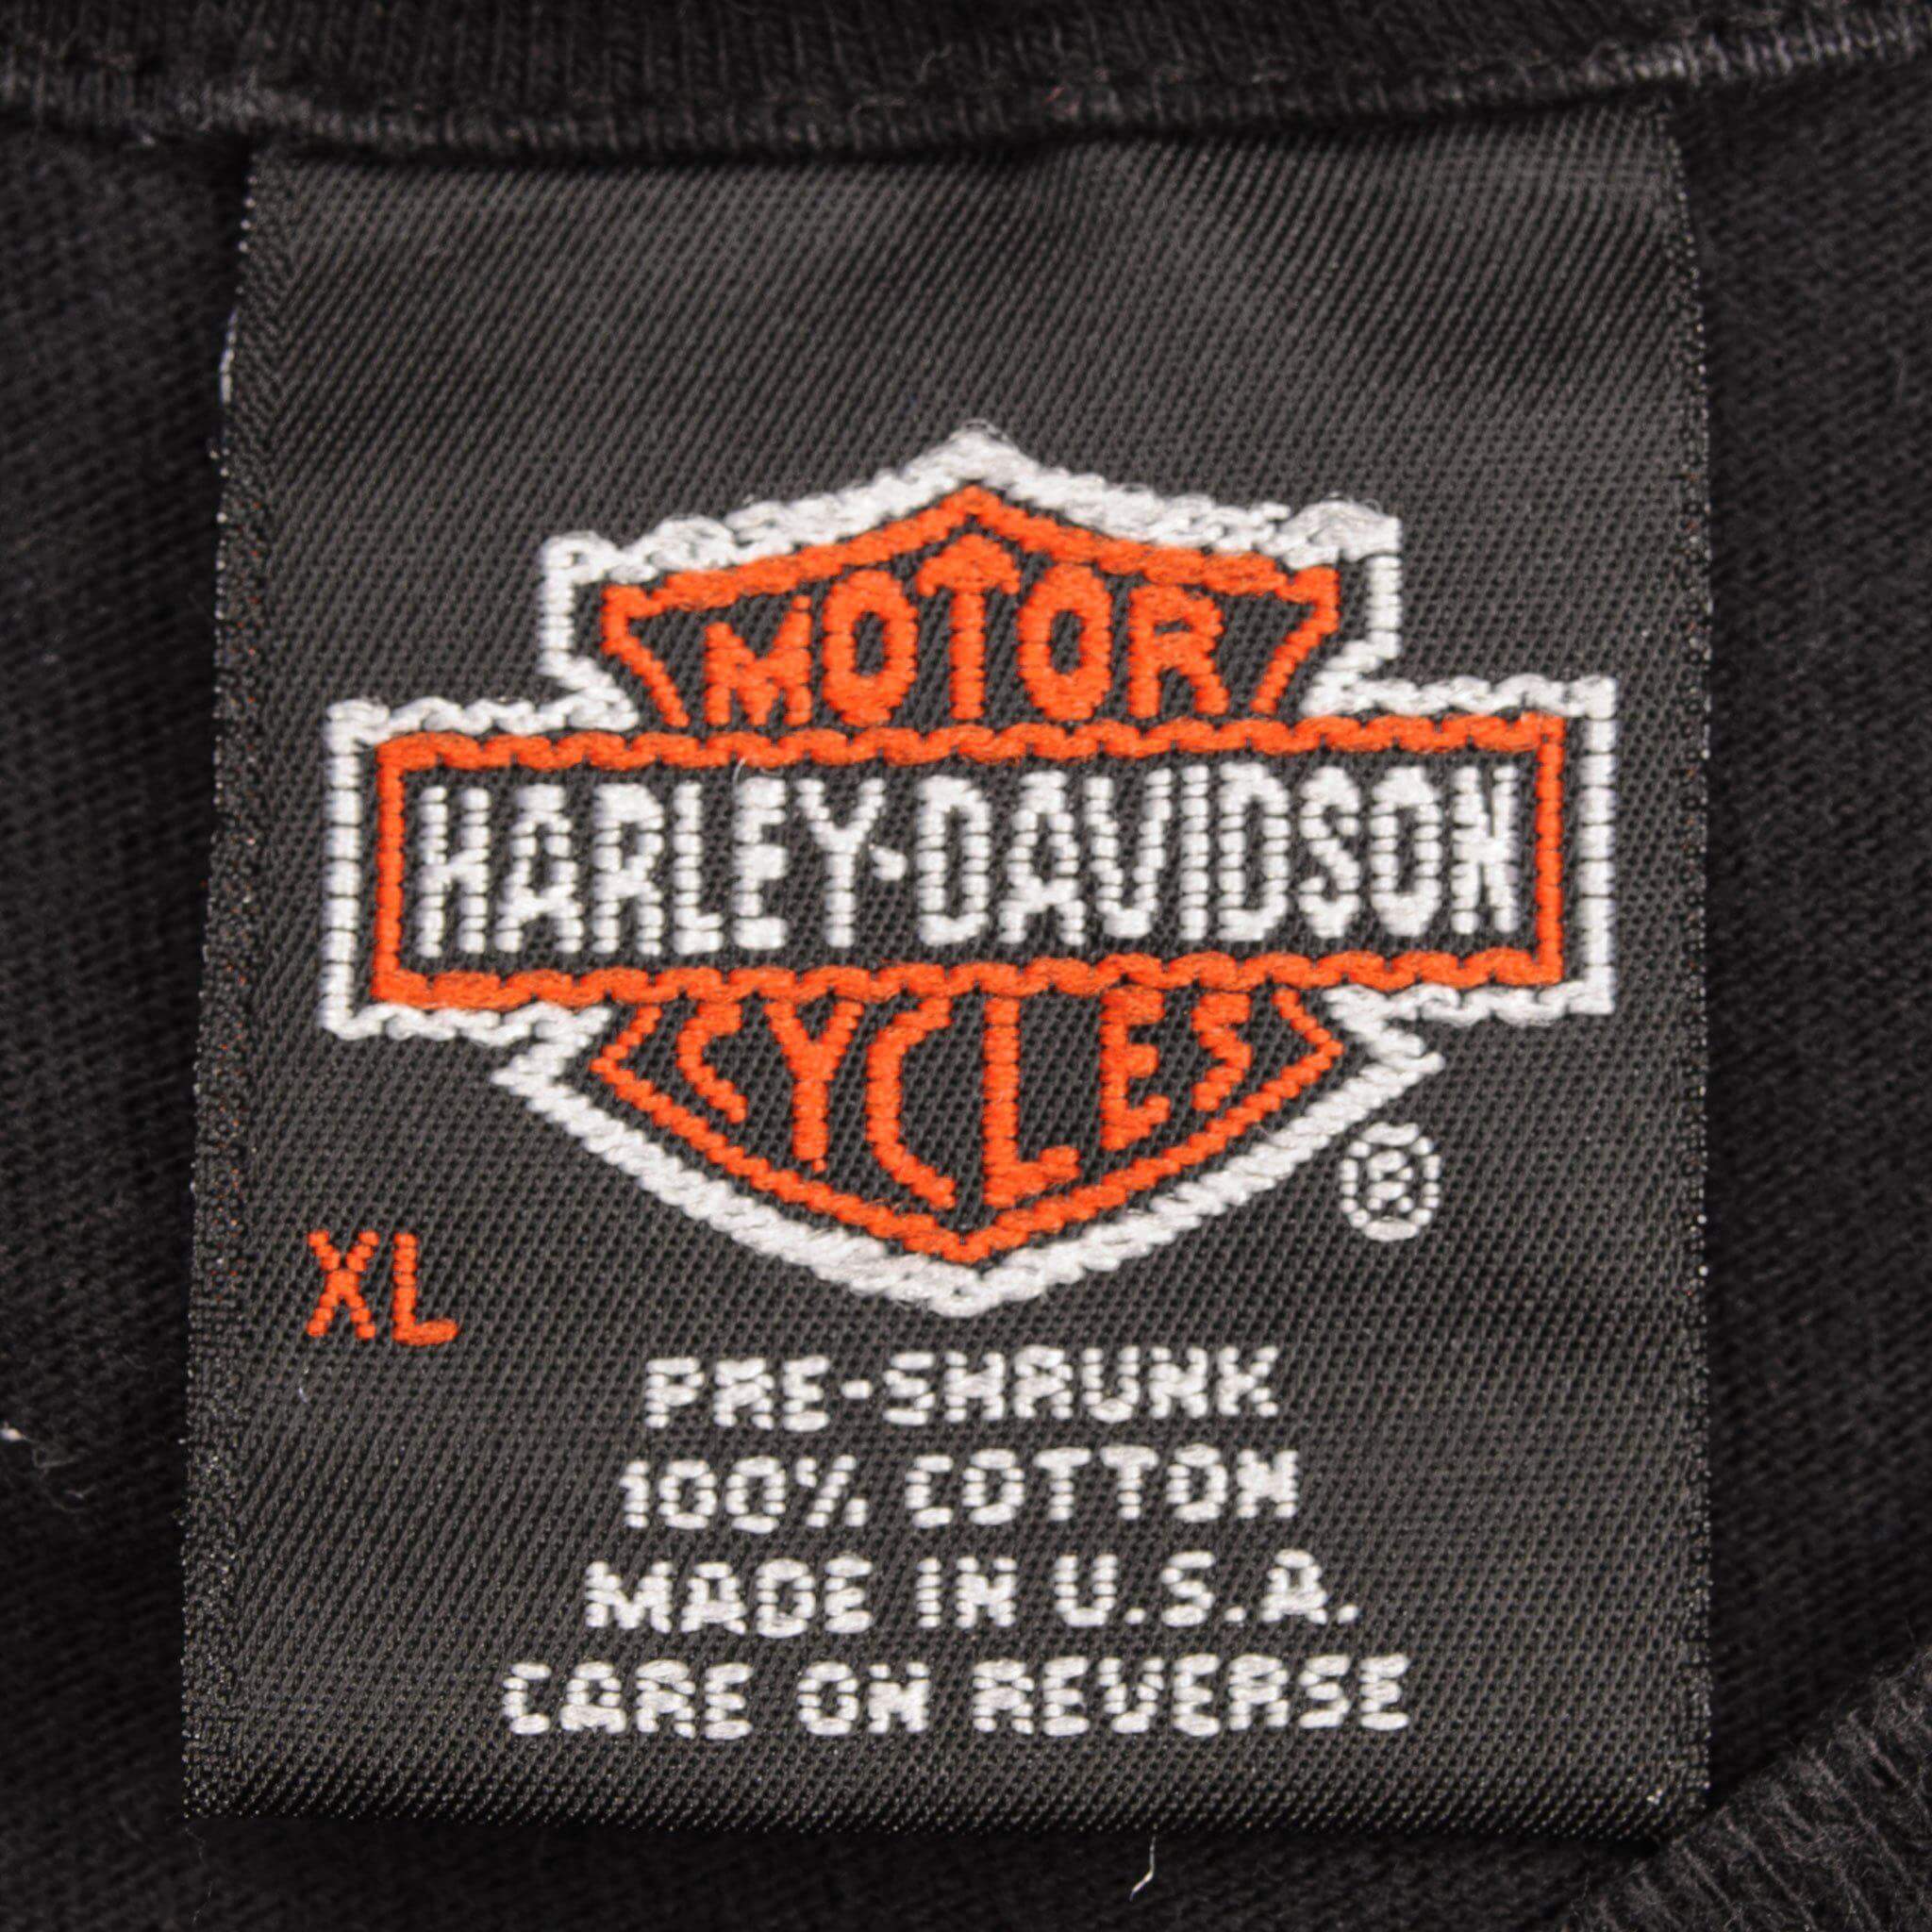 MOTOR
HARLEY-DAVIDSON
CYCLES
®
XL
PRE-SHRUNK
100% COTTON
MADE IN U.S.A.
CARE ON REVERSE